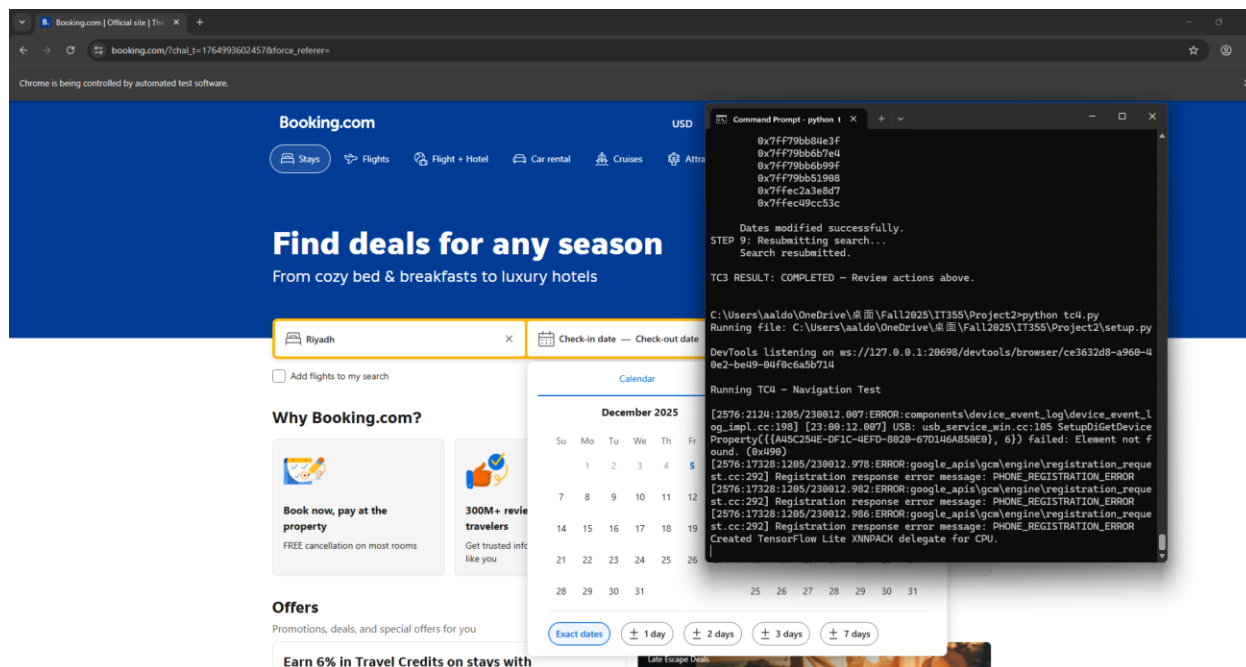 Booking.com | Official site | The
booking.com/?chal_t=1764993602457&force_referer=
Chrome is being controlled by automated test software.
Booking.com
USD
Stays
Flights
Flight + Hotel
Car rental
Cruises
Attra
Find deals for any season
From cozy bed & breakfasts to luxury hotels
Riyadh
Check-in date — Check-out date
Add flights to my search
Calendar
Why Booking.com?
December 2025
Su Mo Tu We Th Fr
1 2 3 4 5
7 8 9 10 11 12
14 15 16 17 18 19
21 22 23 24 25 26
28 29 30 31
25 26 27 28 29 30 31
Exact dates
± 1 day
± 2 days
± 3 days
± 7 days
Book now, pay at the
property
FREE cancellation on most rooms
300M+ revie
travelers
Get trusted info
like you
Offers
Promotions, deals, and special offers for you
Earn 6% in Travel Credits on stays with
Late Escape Deals
Command Prompt - python t
0x7ff79bb84e3f
0x7ff79bb6b7e4
0x7ff79bb6b99f
0x7ff79bb51908
0x7ffec2a3e8d7
0x7ffec49cc53c
Dates modified successfully.
STEP 9: Resubmitting search...
Search resubmitted.
TC3 RESULT: COMPLETED – Review actions above.
C:\Users\aaldo\OneDrive\桌面\Fall2025\IT355\Project2>python tc4.py
Running file: C:\Users\aaldo\OneDrive\桌面\Fall2025\IT355\Project2\setup.py
DevTools listening on ws://127.0.0.1:20698/devtools/browser/ce3632d8-a960-4
0e2-be49-04f0c6a5b714
Running TC4 – Navigation Test
[2576:2124:1205/230012.007:ERROR:components\device_event_log\device_event_l
og_impl.cc:198] [23:00:12.007] USB: usb_service_win.cc:105 SetupDiGetDevice
Property({{A45C254E-DF1C-4EFD-8020-67D146A850E0}, 6}) failed: Element not f
ound. (0x490)
[2576:17328:1205/230012.978:ERROR:google_apis\gcm\engine\registration_reque
st.cc:292] Registration response error message: PHONE_REGISTRATION_ERROR
[2576:17328:1205/230012.982:ERROR:google_apis\gcm\engine\registration_reque
st.cc:292] Registration response error message: PHONE_REGISTRATION_ERROR
[2576:17328:1205/230012.986:ERROR:google_apis\gcm\engine\registration_reque
st.cc:292] Registration response error message: PHONE_REGISTRATION_ERROR
Created TensorFlow Lite XNNPACK delegate for CPU.